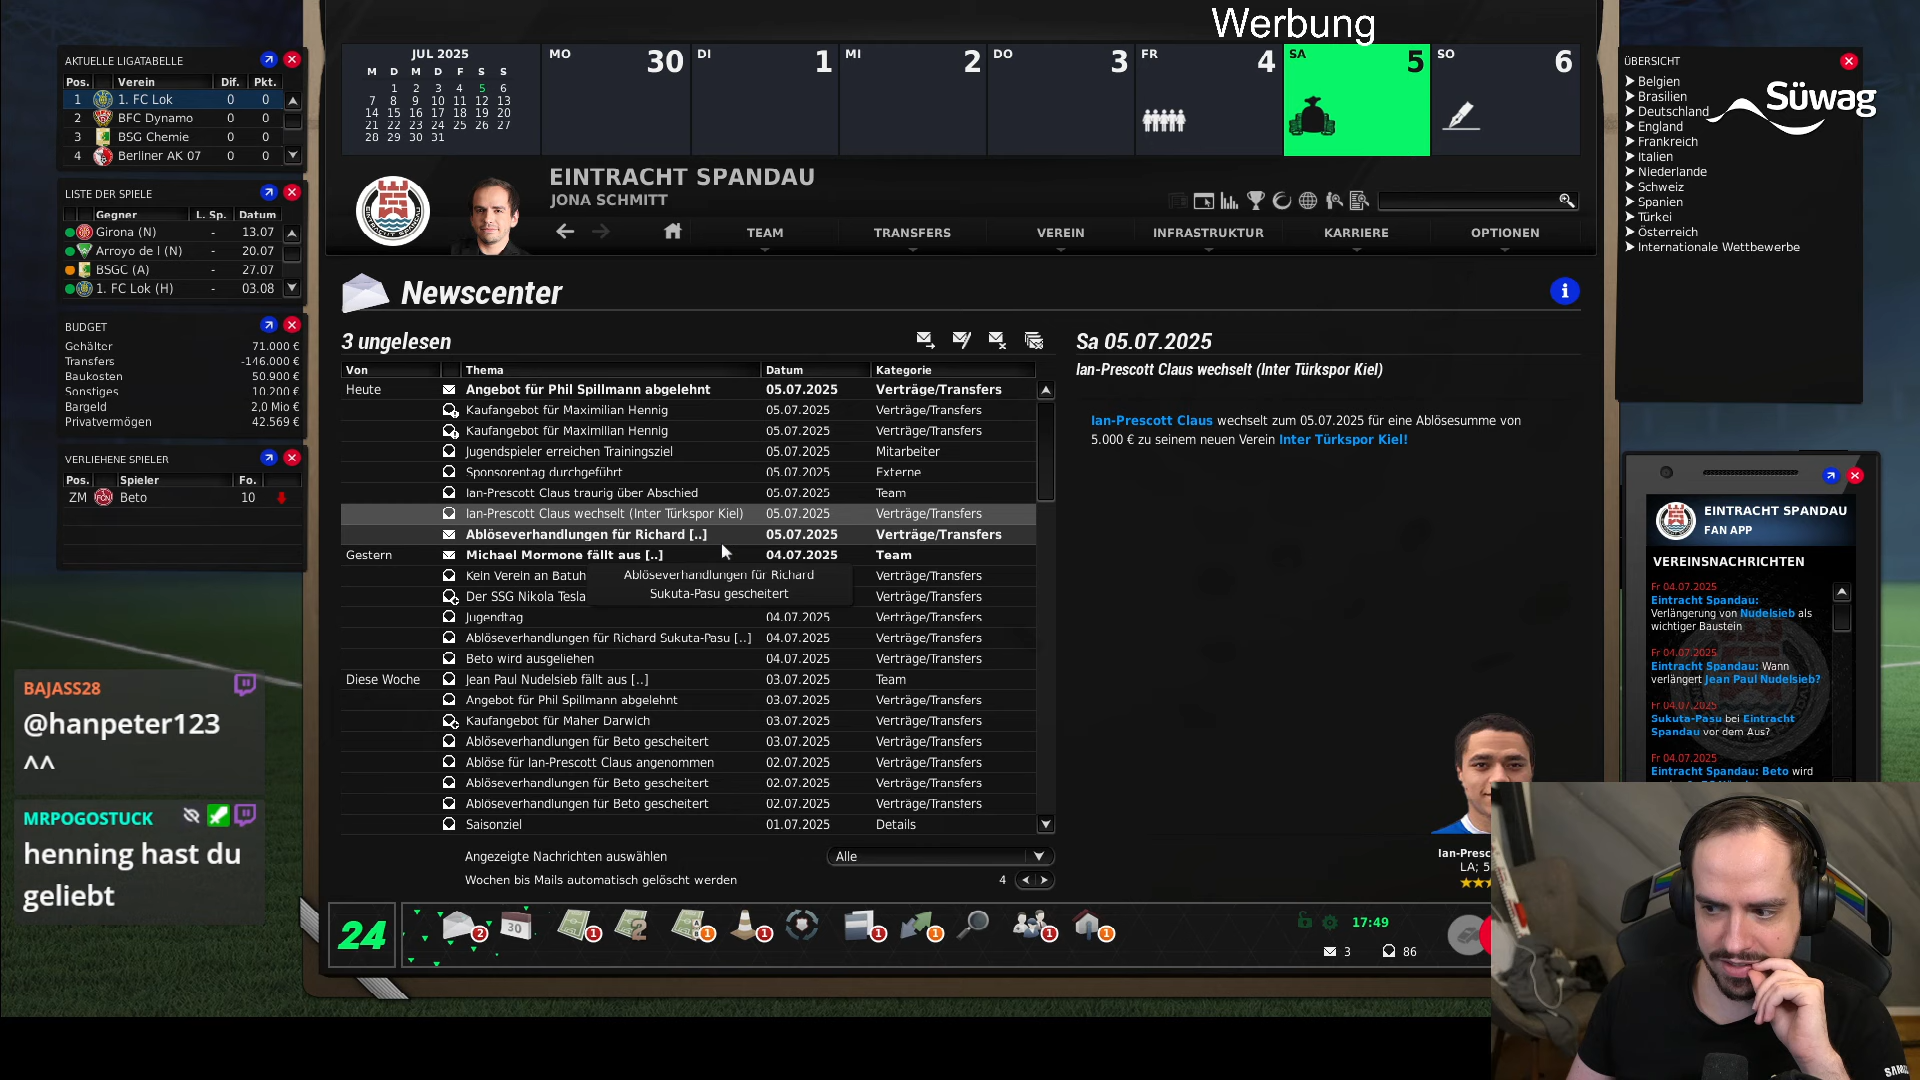 Werbung
AKTUELLE LIGATABELLE
Pos. Verein Dif. Pkt.
1 1. FC Lok 0 0
2 BFC Dynamo 0 0
3 BSG Chemie 0 0
4 Berliner AK 07 0 0
LISTE DER SPIELE
Gegner L. Sp. Datum
Girona (N) - 13.07
Arroyo de l (N) - 20.07
BSGC (A) - 27.07
1. FC Lok (H) - 03.08
BUDGET
Gehälter 71.000 €
Transfers -146.000 €
Baukosten 50.900 €
Sonstiges 10.200 €
Bargeld 2,0 Mio €
Privatvermögen 42.569 €
VERLIEHENE SPIELER
Pos. Spieler Fo.
ZM Beto 10
BAJASS28
@hanpeter123
^^
MRPOGOSTUCK
henning hast du
geliebt
JUL 2025
M D M D F S S
1 2 3 4 5 6
7 8 9 10 11 12 13
14 15 16 17 18 19 20
21 22 23 24 25 26 27
28 29 30 31
MO 30
DI 1
MI 2
DO 3
FR 4
SA 5
SO 6
EINTRACHT SPANDAU
JONA SCHMITT
TEAM TRANSFERS VEREIN INFRASTRUKTUR KARRIERE OPTIONEN
Newscenter
3 ungelesen
Von Thema Datum Kategorie
Heute Angebot für Phil Spillmann abgelehnt 05.07.2025 Verträge/Transfers
Kaufangebot für Maximilian Hennig 05.07.2025 Verträge/Transfers
Kaufangebot für Maximilian Hennig 05.07.2025 Verträge/Transfers
Jugendspieler erreichen Trainingsziel 05.07.2025 Mitarbeiter
Sponsorentag durchgeführt 05.07.2025 Externe
Ian-Prescott Claus traurig über Abschied 05.07.2025 Team
Ian-Prescott Claus wechselt (Inter Türkspor Kiel) 05.07.2025 Verträge/Transfers
Ablöseverhandlungen für Richard [..] 05.07.2025 Verträge/Transfers
Gestern Michael Mormone fällt aus [..] 04.07.2025 Team
Kein Verein an Batuh Verträge/Transfers
Der SSG Nikola Tesla Verträge/Transfers
Ablöseverhandlungen für Richard
Sukuta-Pasu gescheitert
Jugendtag 04.07.2025 Verträge/Transfers
Ablöseverhandlungen für Richard Sukuta-Pasu [..] 04.07.2025 Verträge/Transfers
Beto wird ausgeliehen 04.07.2025 Verträge/Transfers
Diese Woche Jean Paul Nudelsieb fällt aus [..] 03.07.2025 Team
Angebot für Phil Spillmann abgelehnt 03.07.2025 Verträge/Transfers
Kaufangebot für Maher Darwich 03.07.2025 Verträge/Transfers
Ablöseverhandlungen für Beto gescheitert 03.07.2025 Verträge/Transfers
Ablöse für Ian-Prescott Claus angenommen 02.07.2025 Verträge/Transfers
Ablöseverhandlungen für Beto gescheitert 02.07.2025 Verträge/Transfers
Ablöseverhandlungen für Beto gescheitert 02.07.2025 Verträge/Transfers
Saisonziel 01.07.2025 Details
Angezeigte Nachrichten auswählen Alle
Wochen bis Mails automatisch gelöscht werden 4
Sa 05.07.2025
Ian-Prescott Claus wechselt (Inter Türkspor Kiel)
Ian-Prescott Claus wechselt zum 05.07.2025 für eine Ablösesumme von
5.000 € zu seinem neuen Verein Inter Türkspor Kiel!
Ian-Presc
LA; 5
24
2 30 1 2 1 1 1 1 1 1
17:49
3 86
ÜBERSICHT
Belgien
Brasilien
Deutschland
England
Frankreich
Italien
Niederlande
Schweiz
Spanien
Türkei
Österreich
Internationale Wettbewerbe
Süwag
EINTRACHT SPANDAU
FAN APP
VEREINSNACHRICHTEN
Fr 04.07.2025
Eintracht Spandau:
Verlängerung von Nudelsieb als
wichtiger Baustein
Fr 04.07.2025
Eintracht Spandau: Wann
verlängert Jean Paul Nudelsieb?
Fr 04.07.2025
Sukuta-Pasu bei Eintracht
Spandau vor dem Aus?
Fr 04.07.2025
Eintracht Spandau: Beto wird